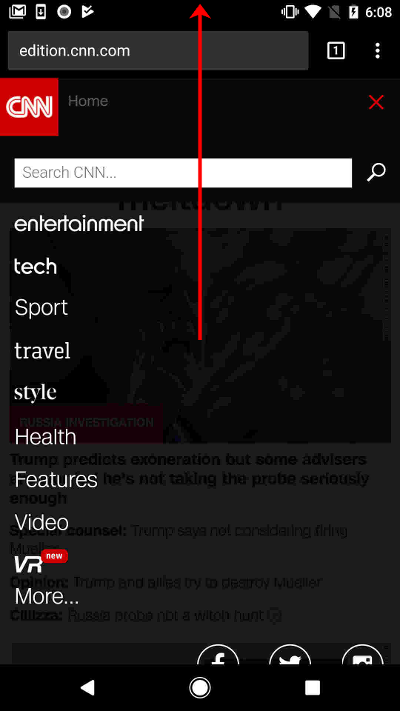 6:08
edition.cnn.com
1
CNN
Home
Search CNN...
meltdown
entertainment
tech
Sport
travel
style
RUSSIA INVESTIGATION
Health
Trump predicts exoneration but some advisers
he's not taking the probe seriously
Features
enough
Video
Special counsel: Trump says not considering firing
Mueller
VR new
Opinion: Trump and allies try to destroy Mueller
More...
Cillizza: Russia probe not a witch hunt